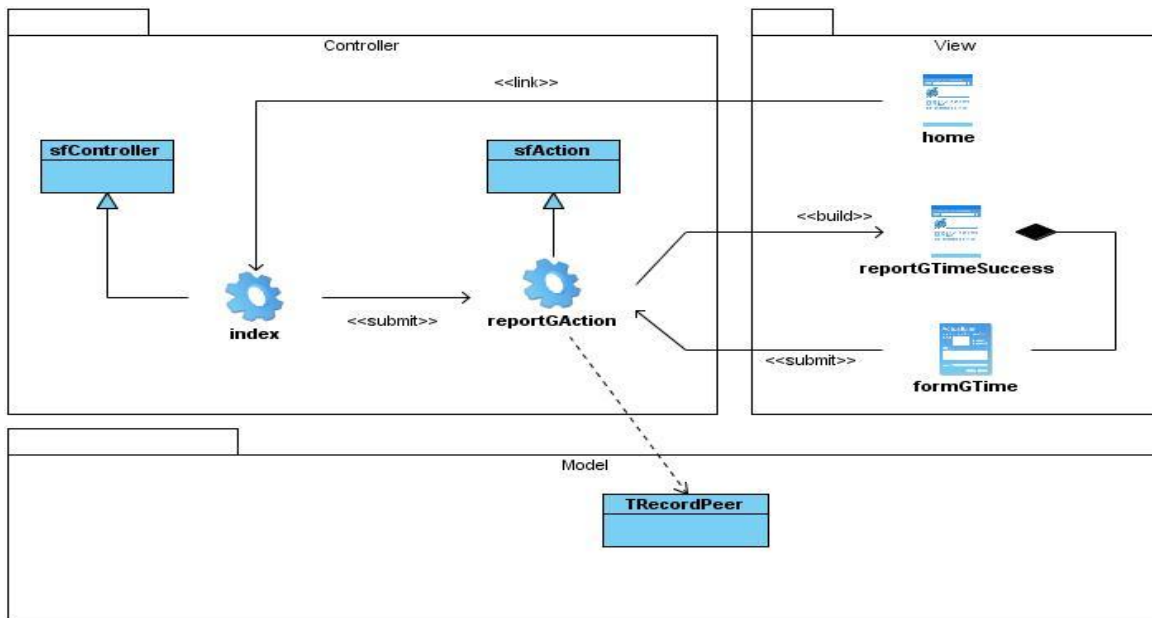 Controller
View
<<link>>
home
sfController
sfAction
<<build>>
reportGTimeSuccess
index
<<submit>>
reportGAction
<<submit>>
formGTime
Model
TRecordPeer